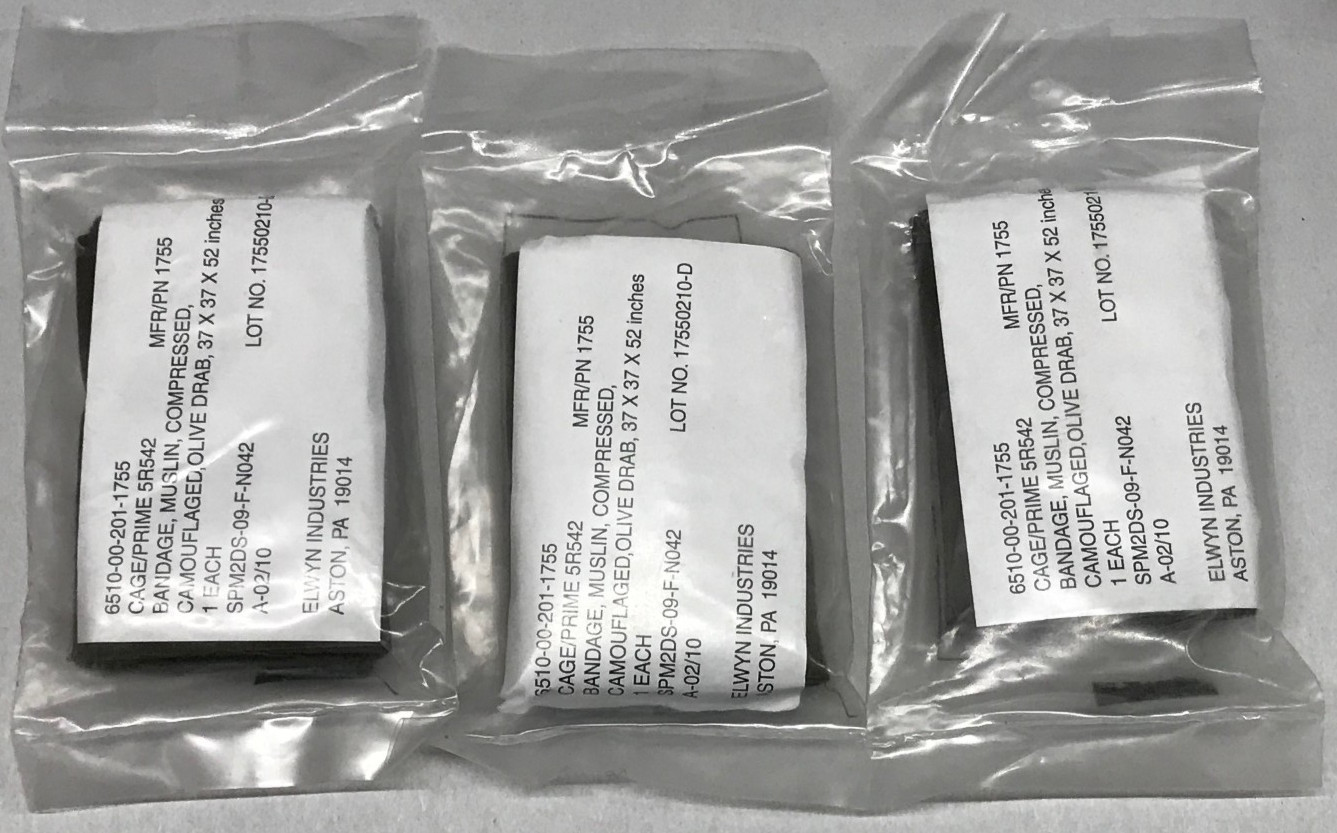 6510-00-201-1755
CAGE/PRIME 5R542 MFR/PN 1755
BANDAGE, MUSLIN, COMPRESSED,
CAMOUFLAGED,OLIVE DRAB, 37 X 37 X 52 inches
1 EACH
SPM2DS-09-F-N042 LOT NO. 17550210-
A-02/10
ELWYN INDUSTRIES
ASTON, PA 19014
6510-00-201-1755
CAGE/PRIME 5R542 MFR/PN 1755
BANDAGE, MUSLIN, COMPRESSED,
CAMOUFLAGED,OLIVE DRAB, 37 X 37 X 52 inches
1 EACH
SPM2DS-09-F-N042 LOT NO. 17550210-D
A-02/10
ELWYN INDUSTRIES
STON, PA 19014
6510-00-201-1755
CAGE/PRIME 5R542 MFR/PN 1755
BANDAGE, MUSLIN, COMPRESSED,
CAMOUFLAGED,OLIVE DRAB, 37 X 37 X 52 inche
1 EACH
SPM2DS-09-F-N042 LOT NO. 1755021
A-02/10
ELWYN INDUSTRIES
ASTON, PA 19014